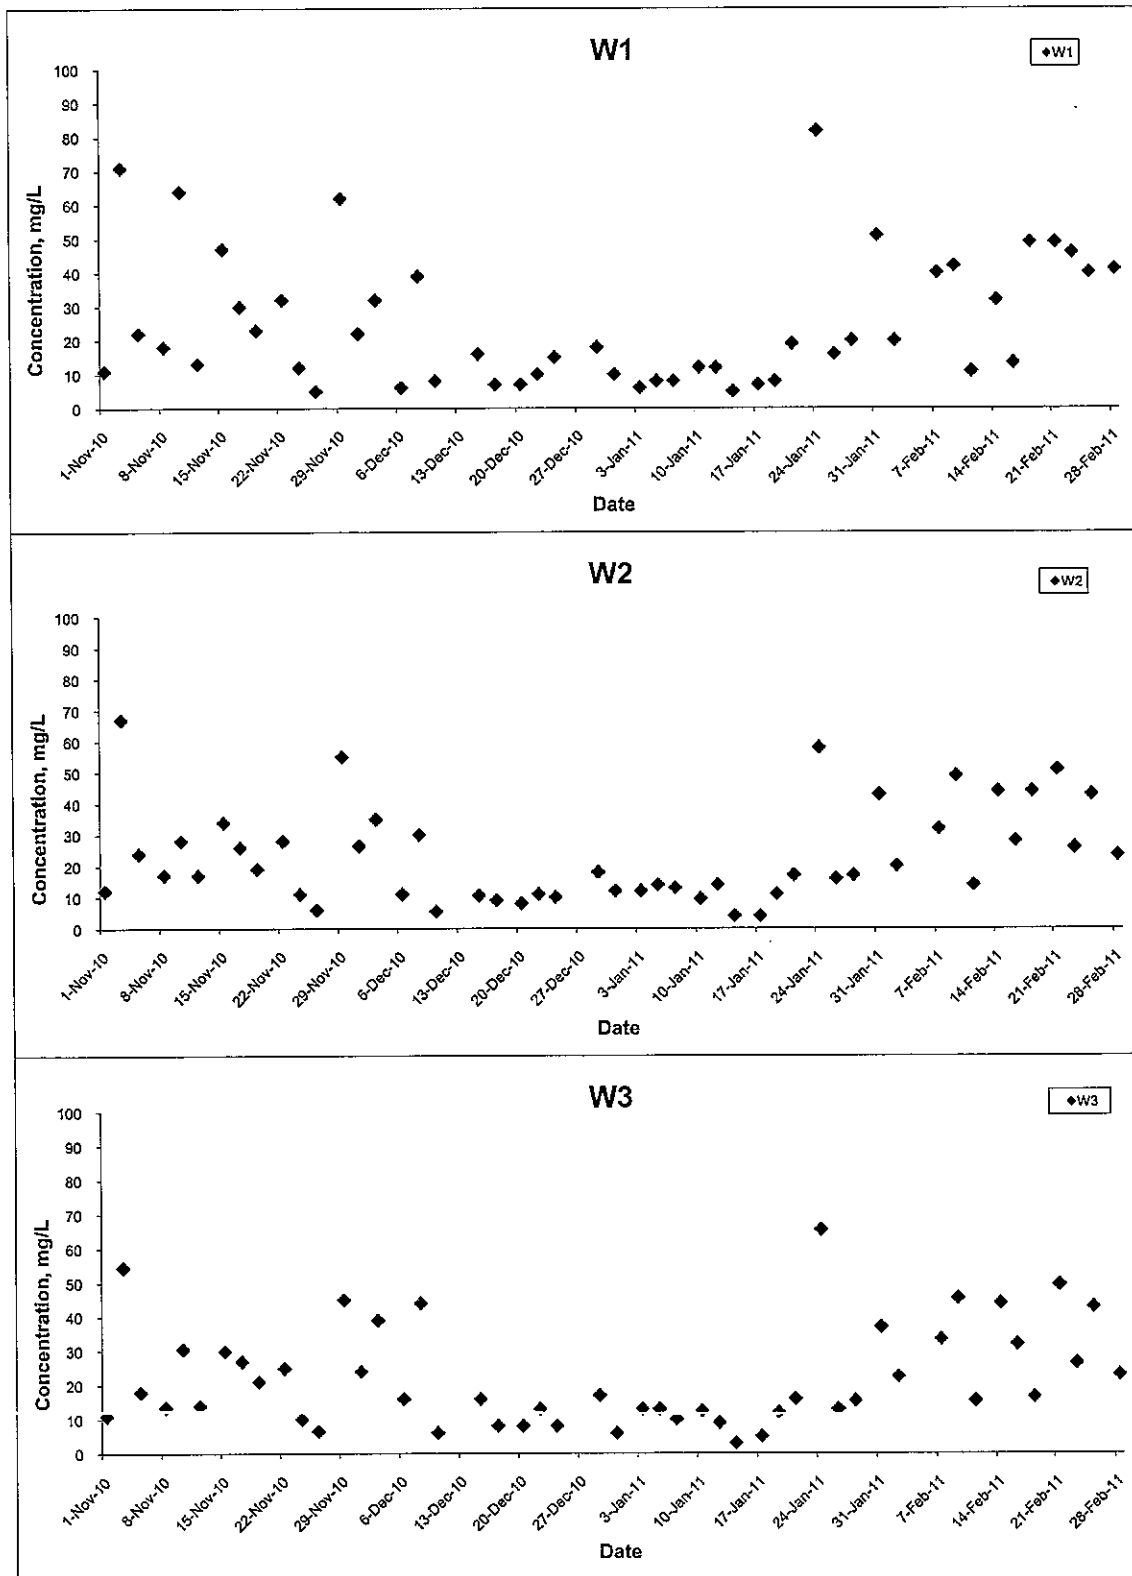 W1
◆W1
100
90
80
70
60
50
40
30
20
10
0
Concentration, mg/L
1-Nov-10
8-Nov-10
15-Nov-10
22-Nov-10
29-Nov-10
6-Dec-10
13-Dec-10
20-Dec-10
27-Dec-10
3-Jan-11
10-Jan-11
17-Jan-11
24-Jan-11
31-Jan-11
7-Feb-11
14-Feb-11
21-Feb-11
28-Feb-11
Date
W2
◆W2
100
90
80
70
60
50
40
30
20
10
0
Concentration, mg/L
1-Nov-10
8-Nov-10
15-Nov-10
22-Nov-10
29-Nov-10
6-Dec-10
13-Dec-10
20-Dec-10
27-Dec-10
3-Jan-11
10-Jan-11
17-Jan-11
24-Jan-11
31-Jan-11
7-Feb-11
14-Feb-11
21-Feb-11
28-Feb-11
Date
W3
◆W3
100
90
80
70
60
50
40
30
20
10
0
Concentration, mg/L
1-Nov-10
8-Nov-10
15-Nov-10
22-Nov-10
29-Nov-10
6-Dec-10
13-Dec-10
20-Dec-10
27-Dec-10
3-Jan-11
10-Jan-11
17-Jan-11
24-Jan-11
31-Jan-11
7-Feb-11
14-Feb-11
21-Feb-11
28-Feb-11
Date